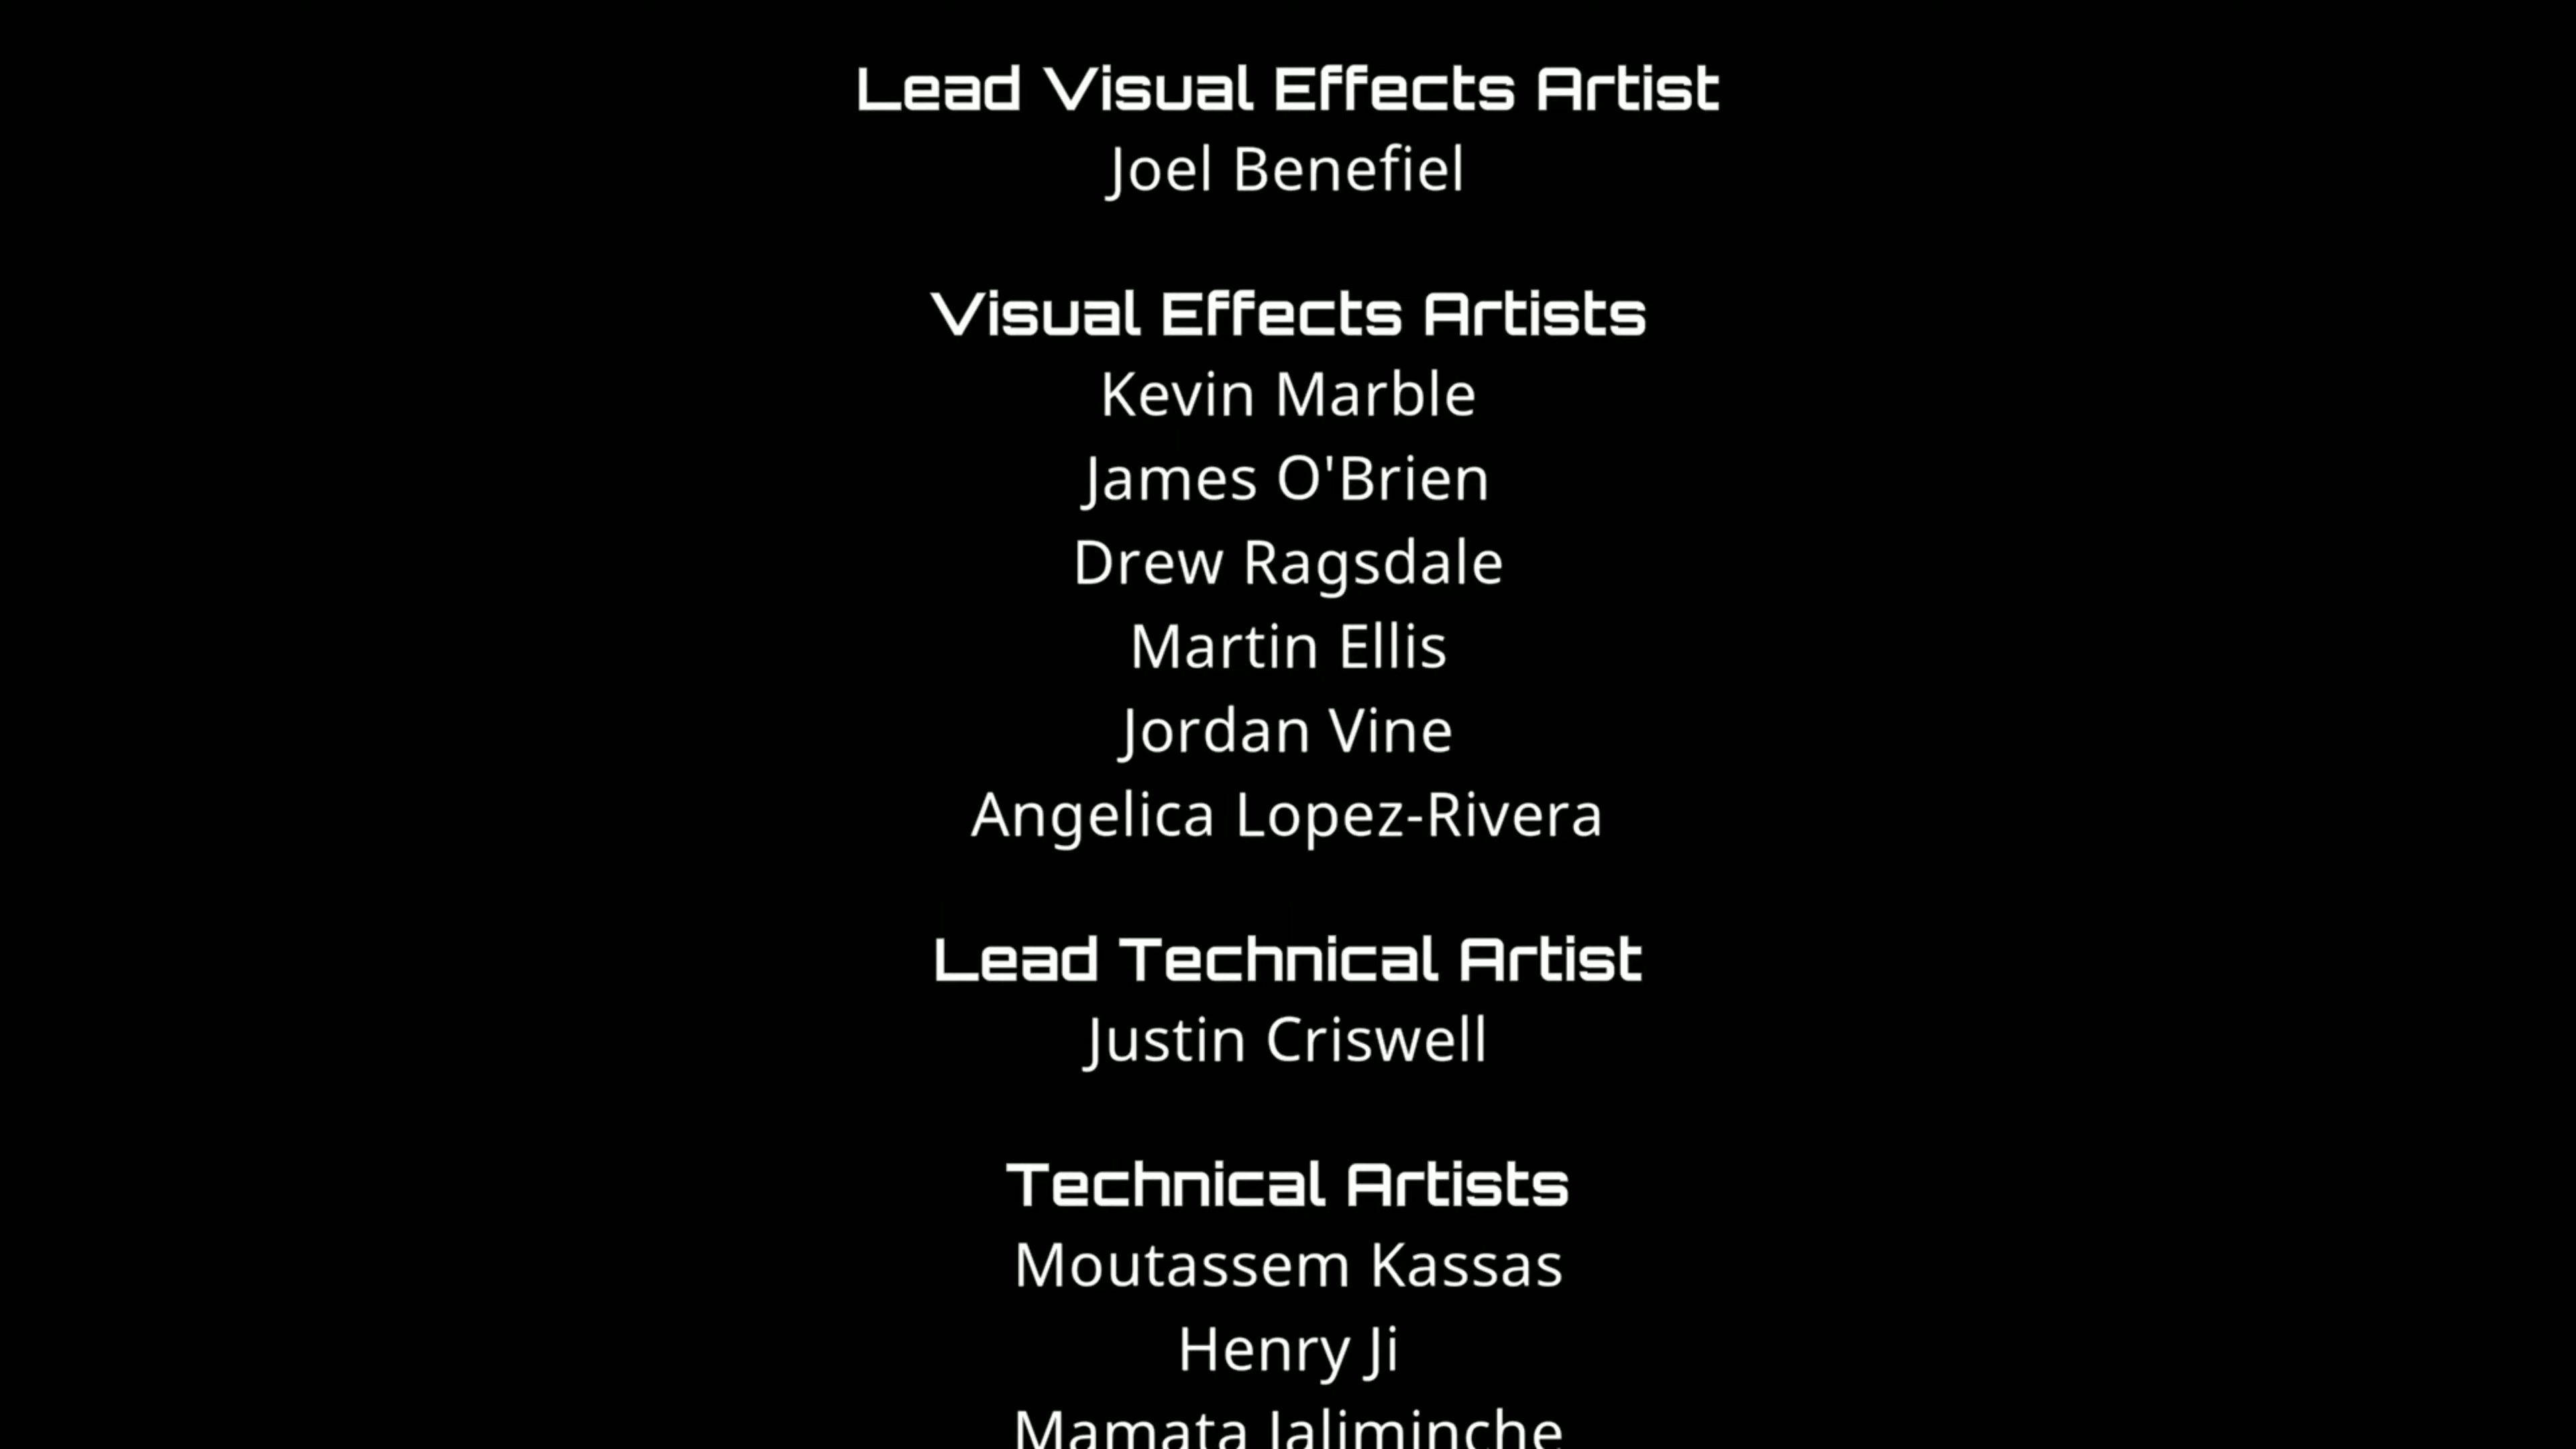 Lead Visual Effects Artist
Joel Benefiel
Visual Effects Artists
Kevin Marble
James O'Brien
Drew Ragsdale
Martin Ellis
Jordan Vine
Angelica Lopez-Rivera
Lead Technical Artist
Justin Criswell
Technical Artists
Moutassem Kassas
Henry Ji
Mamata Jaliminche